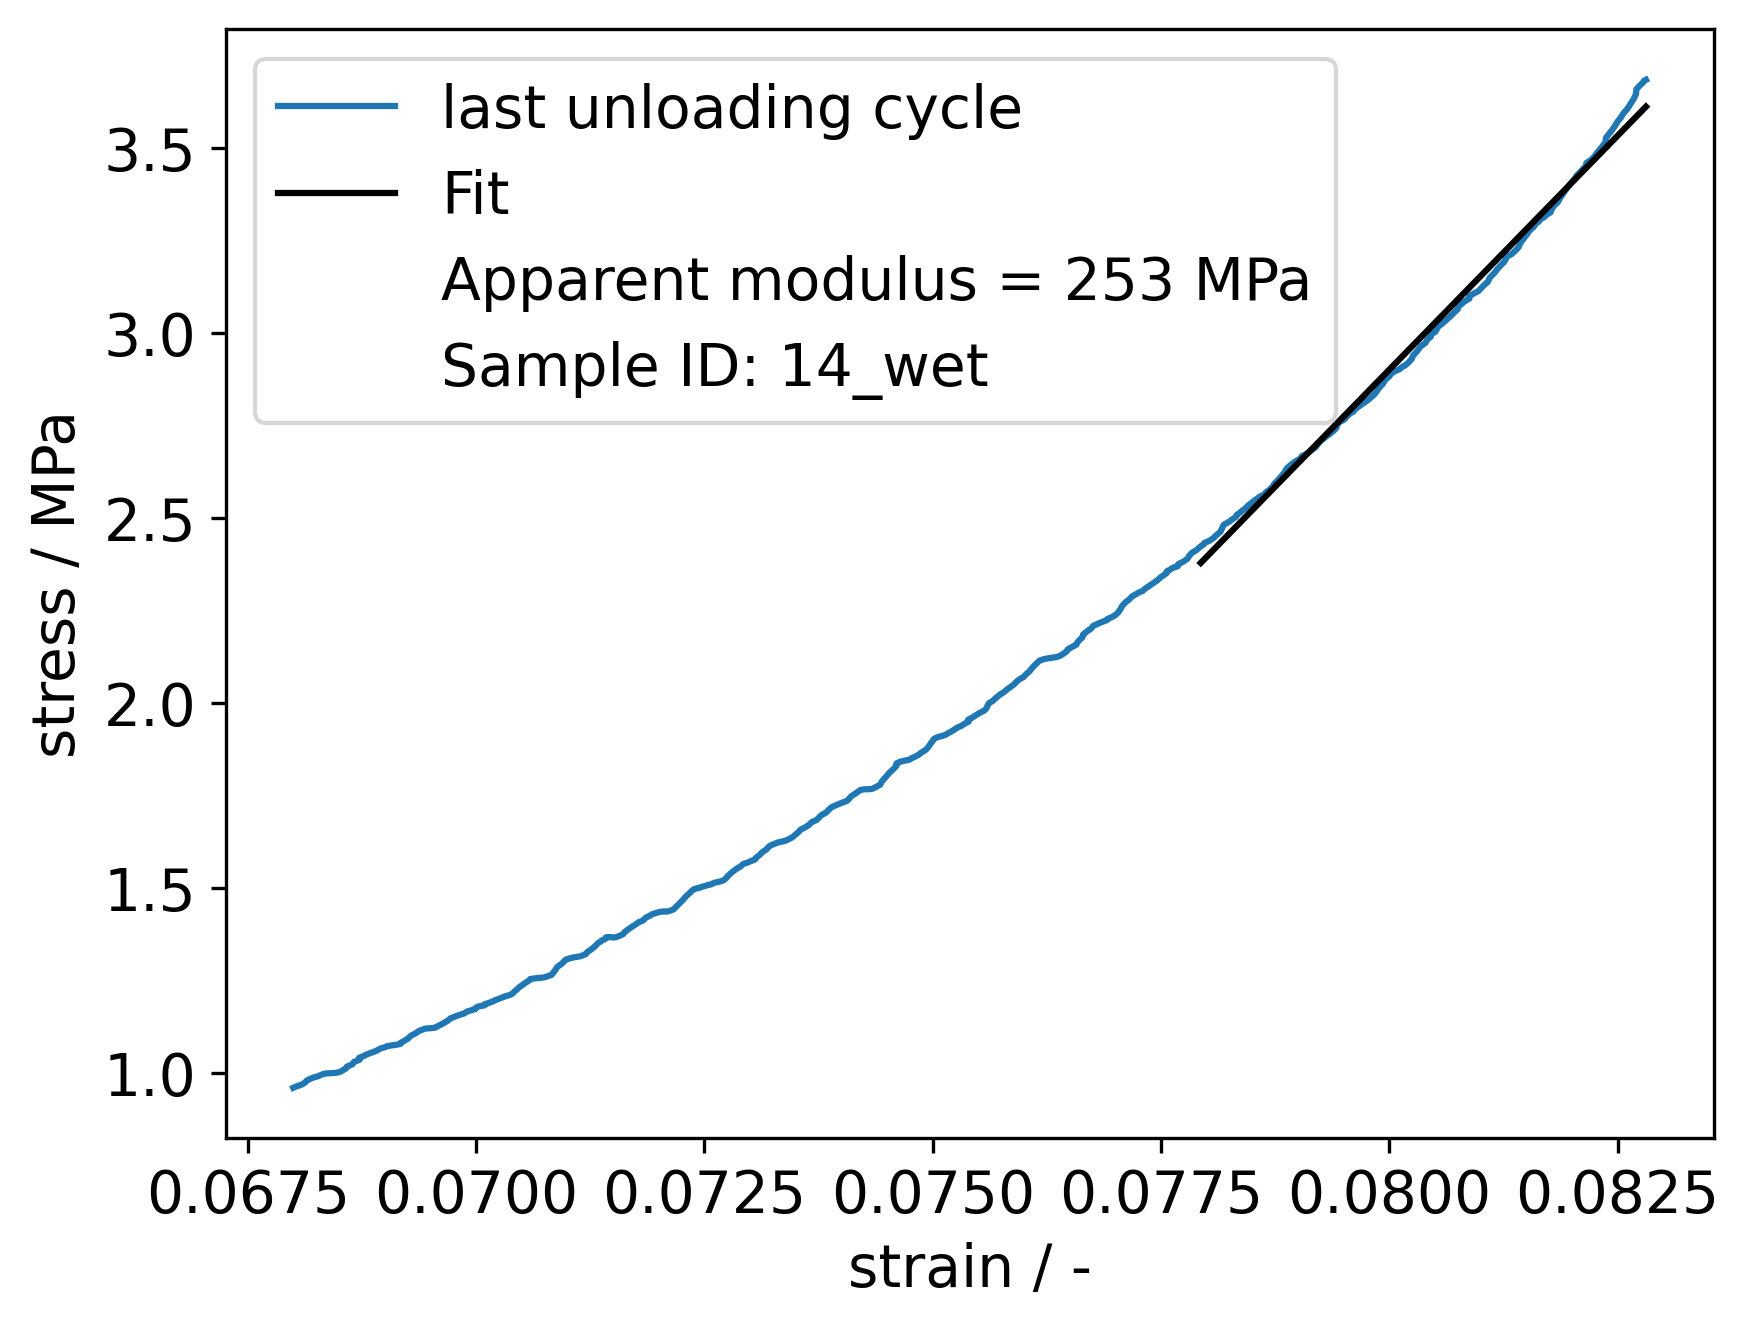 last unloading cycle
Fit
Apparent modulus = 253 MPa
Sample ID: 14_wet
3.5
3.0
2.5
2.0
1.5
1.0
stress / MPa
0.0675 0.0700 0.0725 0.0750 0.0775 0.0800 0.0825
strain / -